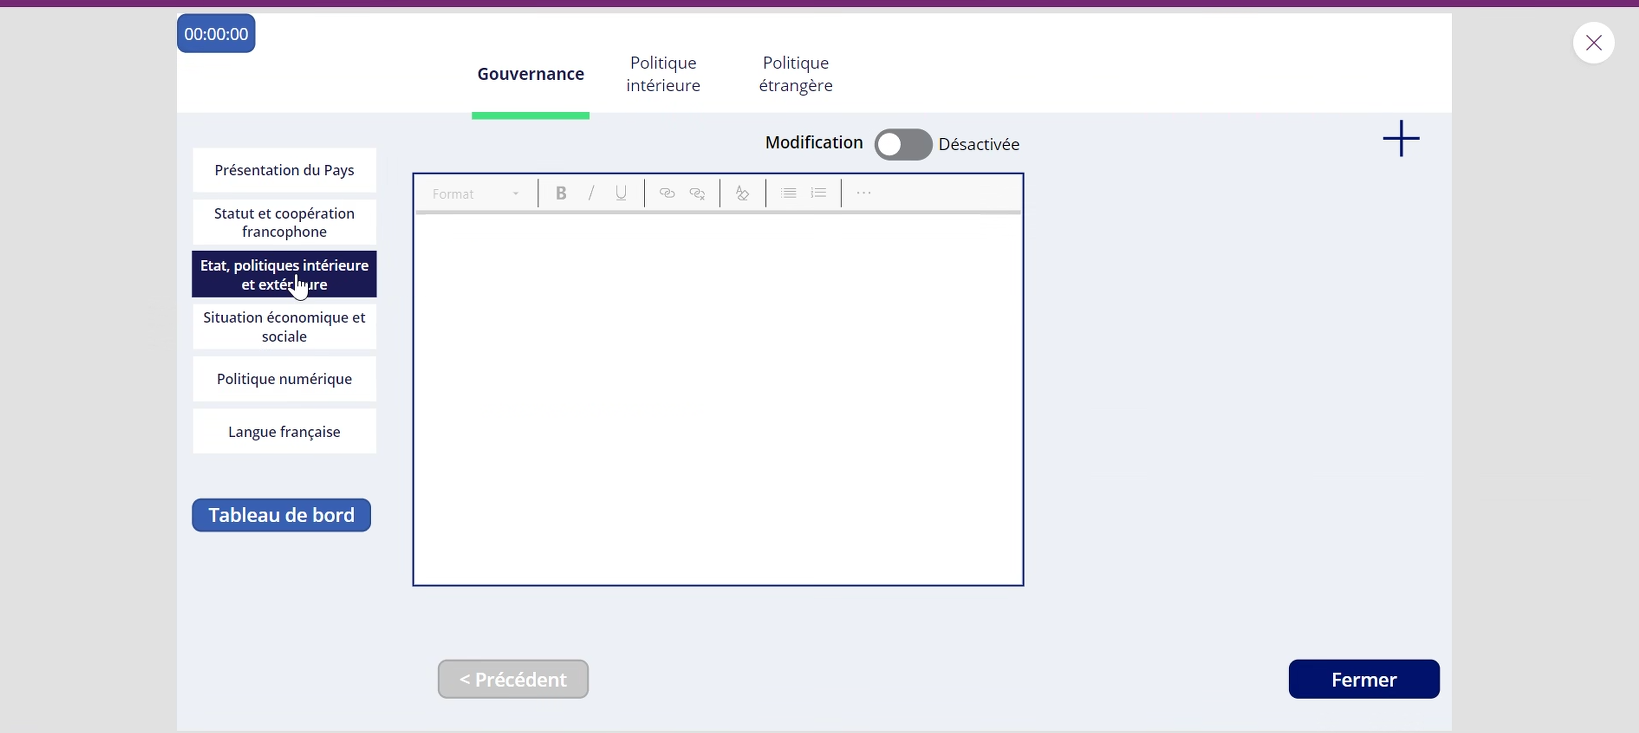 00:00:00
Gouvernance
Politique
intérieure
Politique
étrangère
Modification
Désactivée
Présentation du Pays
Statut et coopération
francophone
Etat, politiques intérieure
et extérieure
Situation économique et
sociale
Politique numérique
Langue française
Tableau de bord
Format
B
I
U
< Précédent
Fermer